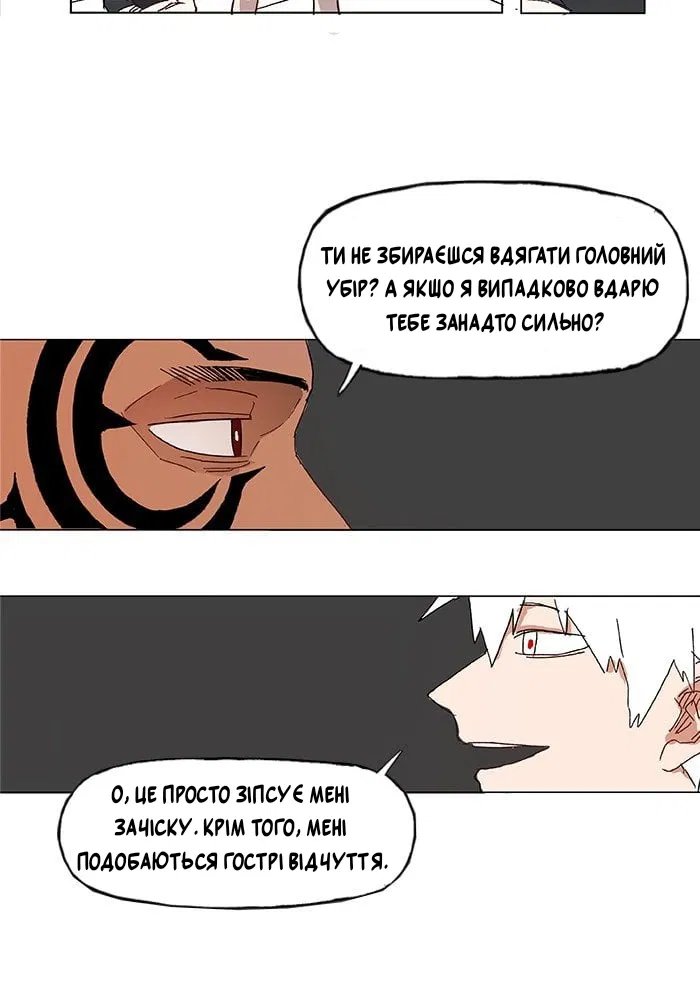 ТИ НЕ ЗБИРАЄШСЯ ВДЯГАТИ ГОЛОВНИЙ
УБІР? А ЯКЩО Я ВИПАДКОВО ВДАРЮ
ТЕБЕ ЗАНАДТО СИЛЬНО?
О, ЦЕ ПРОСТО ЗІПСУЄ МЕНІ
ЗАЧІСКУ. КРІМ ТОГО, МЕНІ
ПОДОБАЮТЬСЯ ГОСТРІ ВІДЧУТТЯ.